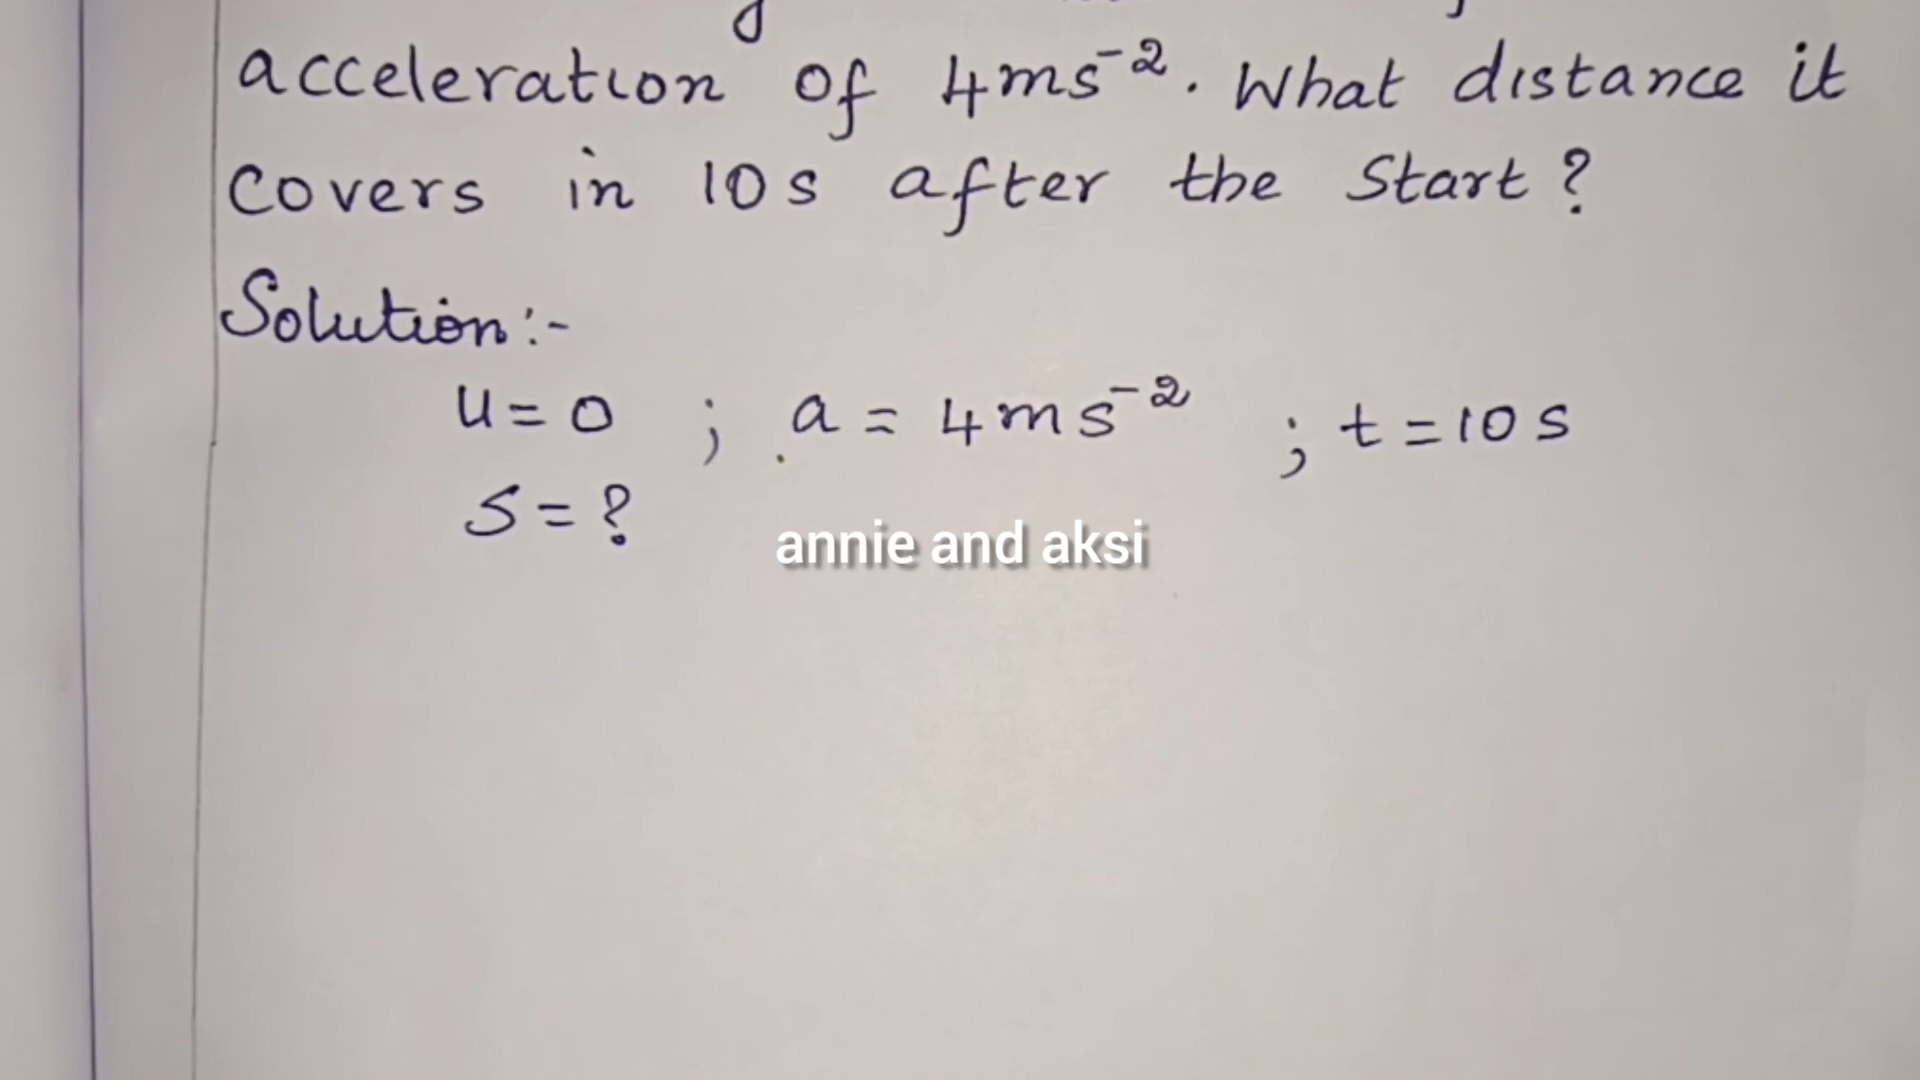 acceleration of 4ms⁻². What distance it
covers in 10s after the Start?
Solution:-
u = 0 ; a = 4ms⁻² ; t = 10 s
S = ?
annie and aksi